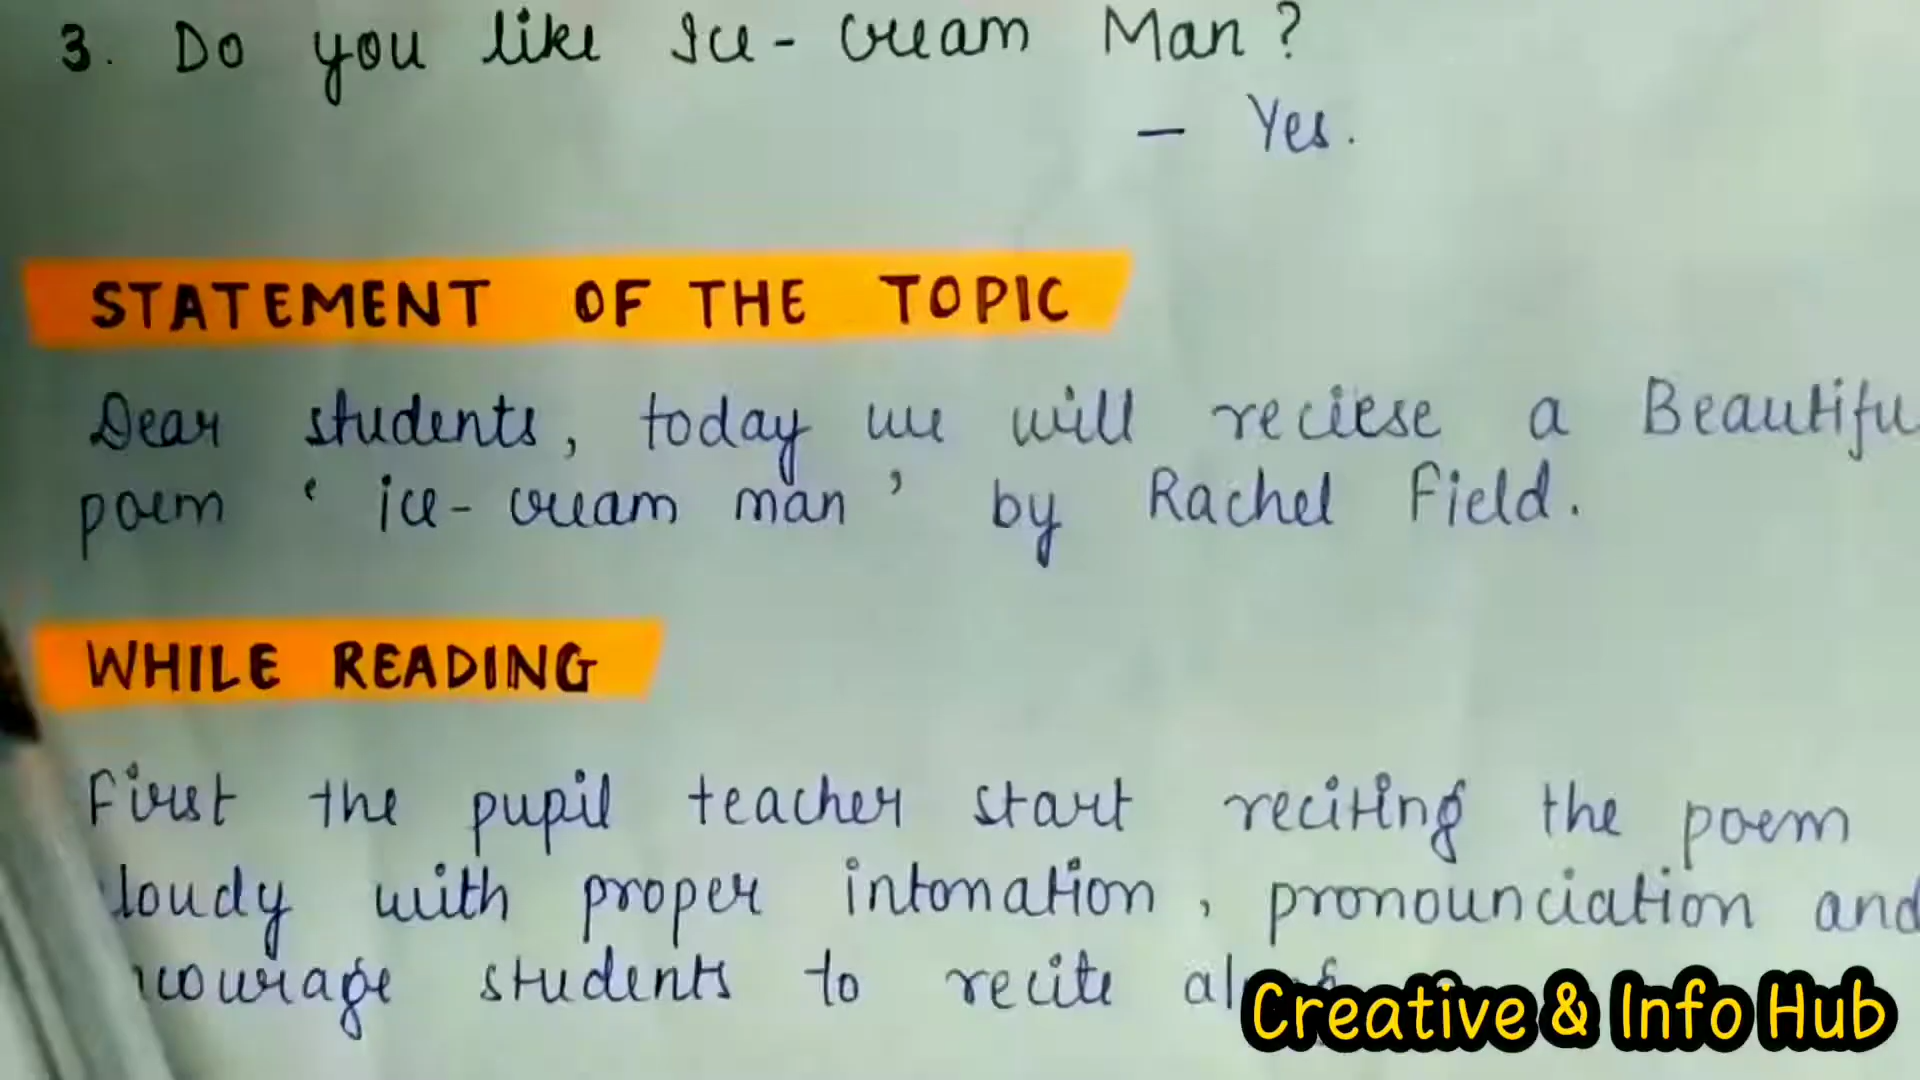 3. Do you like Ice-cream Man?
— Yes.
STATEMENT OF THE TOPIC
Dear students, today we will reciese a Beautifu
poem ‘ice-cream man’ by Rachel Field.
WHILE READING
First the pupil teacher start reciting the poem
loudy with proper intonation, pronounciation and
courage students to recite
Creative & Info Hub